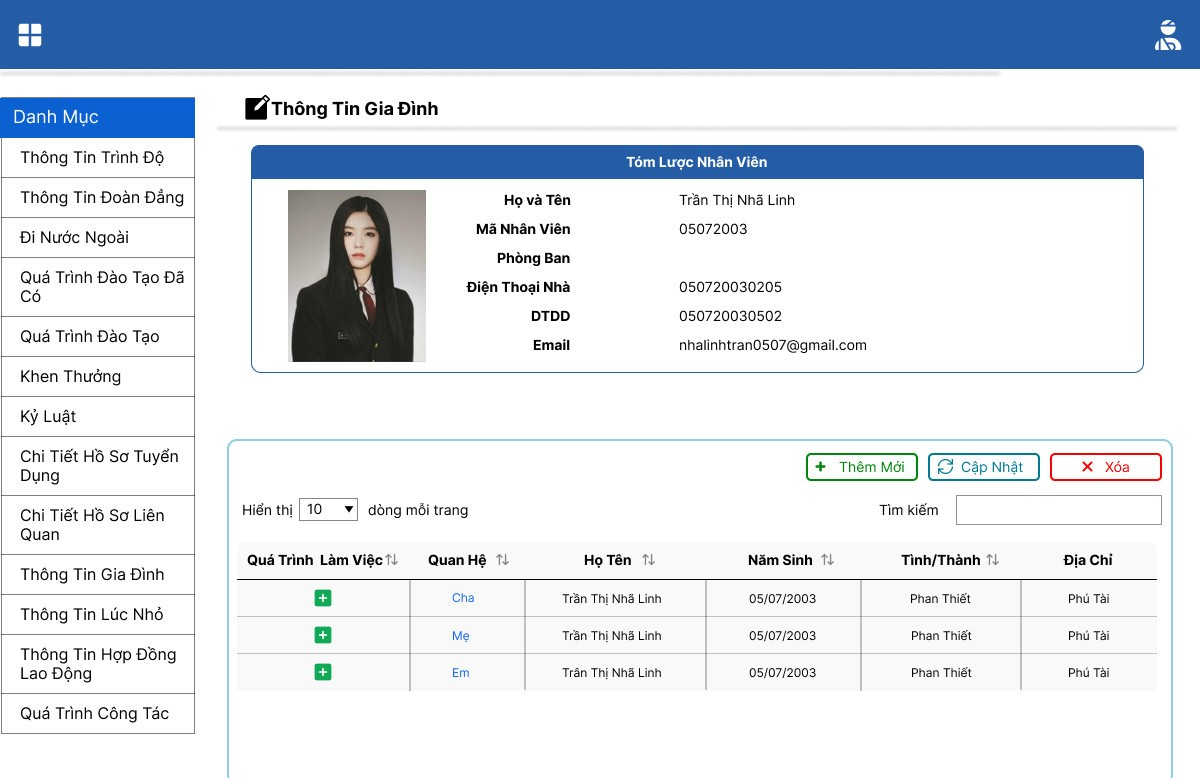 Thông Tin Gia Đình
Danh Mục
Thông Tin Trình Độ
Thông Tin Đoàn Đẳng
Đi Nước Ngoài
Quá Trình Đào Tạo Đã
Có
Quá Trình Đào Tạo
Khen Thưởng
Kỷ Luật
Chi Tiết Hồ Sơ Tuyển
Dụng
Chi Tiết Hồ Sơ Liên
Quan
Thông Tin Gia Đình
Thông Tin Lúc Nhỏ
Thông Tin Hợp Đồng
Lao Động
Quá Trình Công Tác
Tóm Lược Nhân Viên
Họ và Tên Trần Thị Nhã Linh
Mã Nhân Viên 05072003
Phòng Ban
Điện Thoại Nhà 050720030205
DTDD 050720030502
Email nhalinhtran0507@gmail.com
Thêm Mới Cập Nhật Xóa
Hiển thị 10 dòng mỗi trang Tìm kiếm
Quá Trình Làm Việc Quan Hệ Họ Tên Năm Sinh Tình/Thành Địa Chỉ
Cha Trần Thị Nhã Linh 05/07/2003 Phan Thiết Phú Tài
Mẹ Trần Thị Nhã Linh 05/07/2003 Phan Thiết Phú Tài
Em Trân Thị Nhã Linh 05/07/2003 Phan Thiết Phú Tài